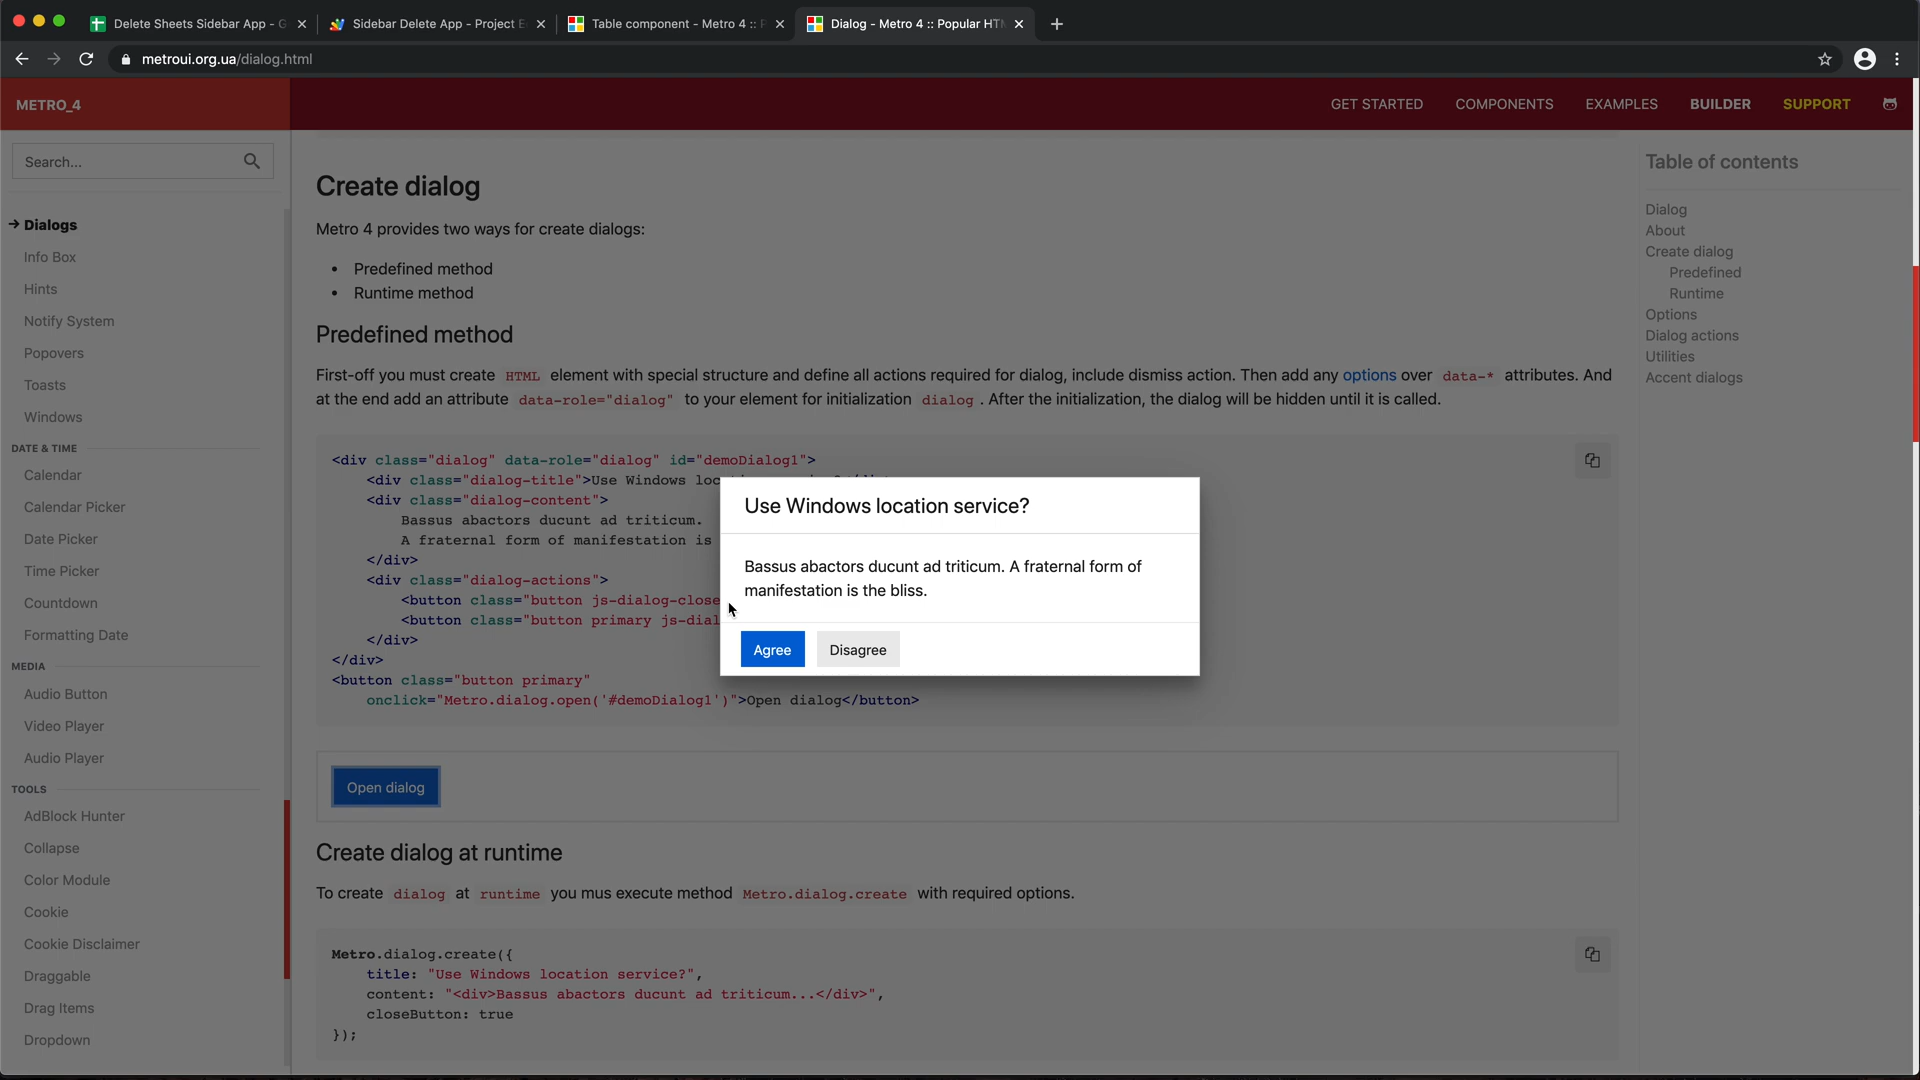 Delete Sheets Sidebar App - G
Sidebar Delete App - Project E
Table component - Metro 4 :: P
Dialog - Metro 4 :: Popular HTM
metroui.org.ua/dialog.html
METRO_4
GET STARTED
COMPONENTS
EXAMPLES
BUILDER
SUPPORT
Search...
Dialogs
Info Box
Hints
Notify System
Popovers
Toasts
Windows
DATE & TIME
Calendar
Calendar Picker
Date Picker
Time Picker
Countdown
Formatting Date
MEDIA
Audio Button
Video Player
Audio Player
TOOLS
AdBlock Hunter
Collapse
Color Module
Cookie
Cookie Disclaimer
Draggable
Drag Items
Dropdown
Create dialog
Metro 4 provides two ways for create dialogs:
• Predefined method
• Runtime method
Predefined method
First-off you must create HTML element with special structure and define all actions required for dialog, include dismiss action. Then add any options over data-* attributes. And
at the end add an attribute data-role="dialog" to your element for initialization dialog . After the initialization, the dialog will be hidden until it is called.
<div class="dialog" data-role="dialog" id="demoDialog1">
<div class="dialog-title">Use Windows loc
<div class="dialog-content">
Bassus abactors ducunt ad triticum.
A fraternal form of manifestation is
</div>
<div class="dialog-actions">
<button class="button js-dialog-close
<button class="button primary js-dial
</div>
</div>
<button class="button primary"
onclick="Metro.dialog.open('#demoDialog1')">Open dialog</button>
Use Windows location service?
Bassus abactors ducunt ad triticum. A fraternal form of
manifestation is the bliss.
Agree
Disagree
Open dialog
Create dialog at runtime
To create dialog at runtime you mus execute method Metro.dialog.create with required options.
Metro.dialog.create({
title: "Use Windows location service?",
content: "<div>Bassus abactors ducunt ad triticum...</div>",
closeButton: true
});
Table of contents
Dialog
About
Create dialog
Predefined
Runtime
Options
Dialog actions
Utilities
Accent dialogs